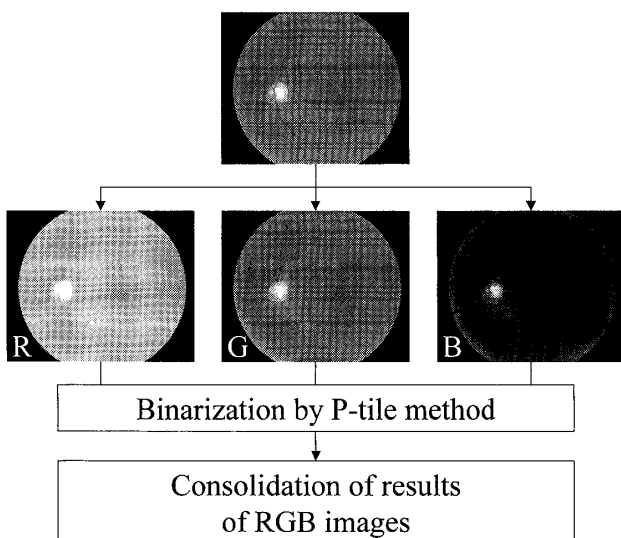 R
G
B
Binarization by P-tile method
Consolidation of results
of RGB images